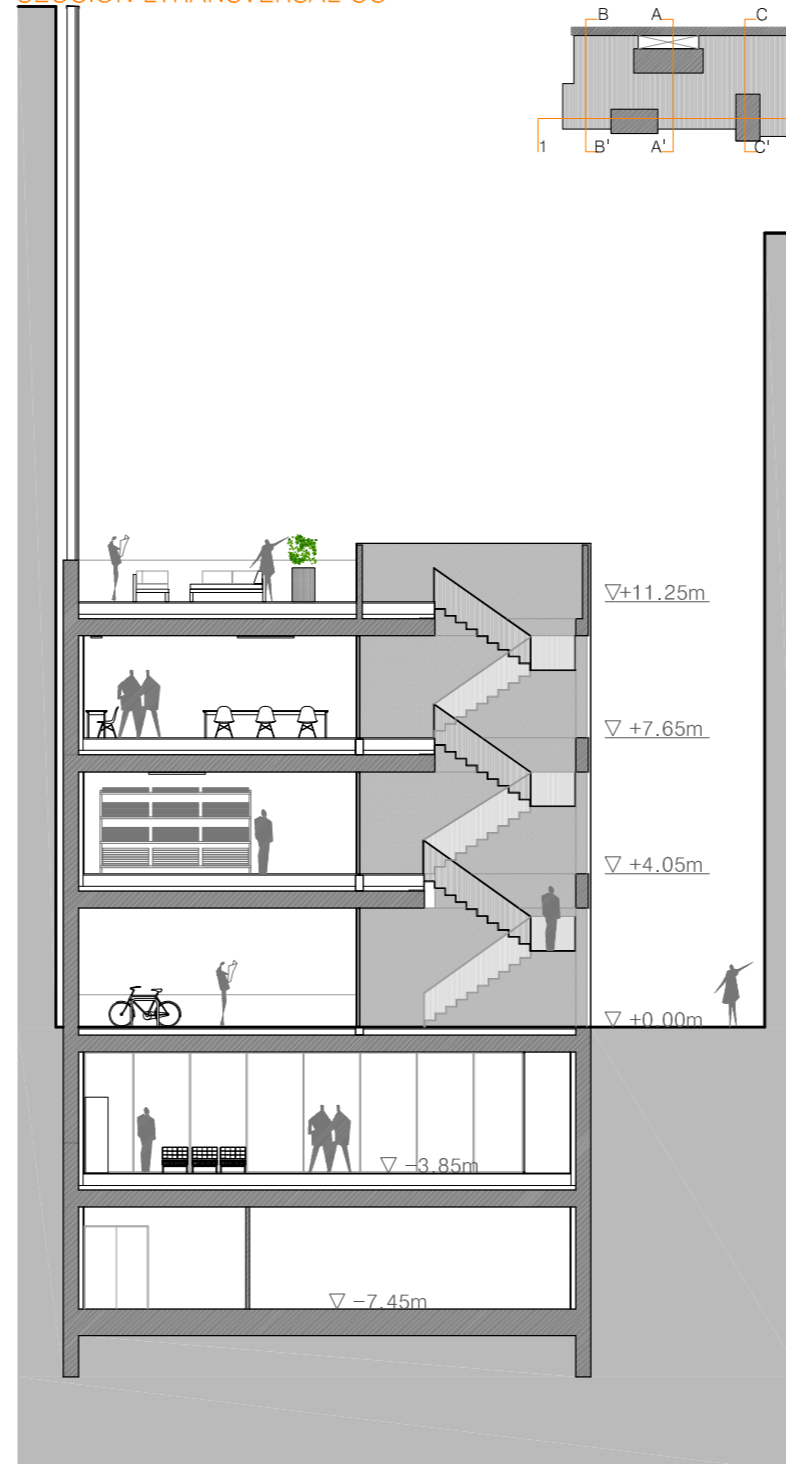 B A C
1 B' A' C'
▽+11.25m
▽ +7.65m
▽ +4.05m
▽ +0.00m
▽ -3.85m
▽ -7.45m